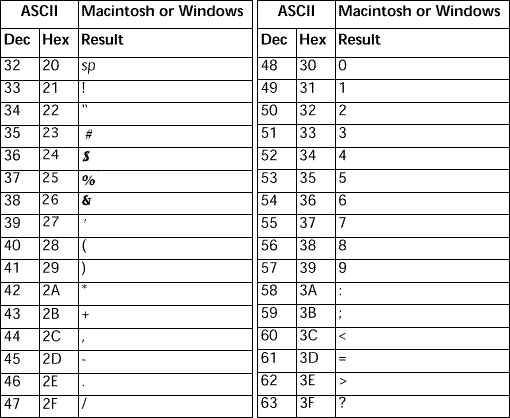 ASCII Macintosh or Windows ASCII Macintosh or Windows
Dec Hex Result Dec Hex Result
32 20 sp 48 30 0
33 21 ! 49 31 1
34 22 " 50 32 2
35 23 # 51 33 3
36 24 $ 52 34 4
37 25 % 53 35 5
38 26 & 54 36 6
39 27 ' 55 37 7
40 28 ( 56 38 8
41 29 ) 57 39 9
42 2A * 58 3A :
43 2B + 59 3B ;
44 2C , 60 3C <
45 2D - 61 3D =
46 2E . 62 3E >
47 2F / 63 3F ?